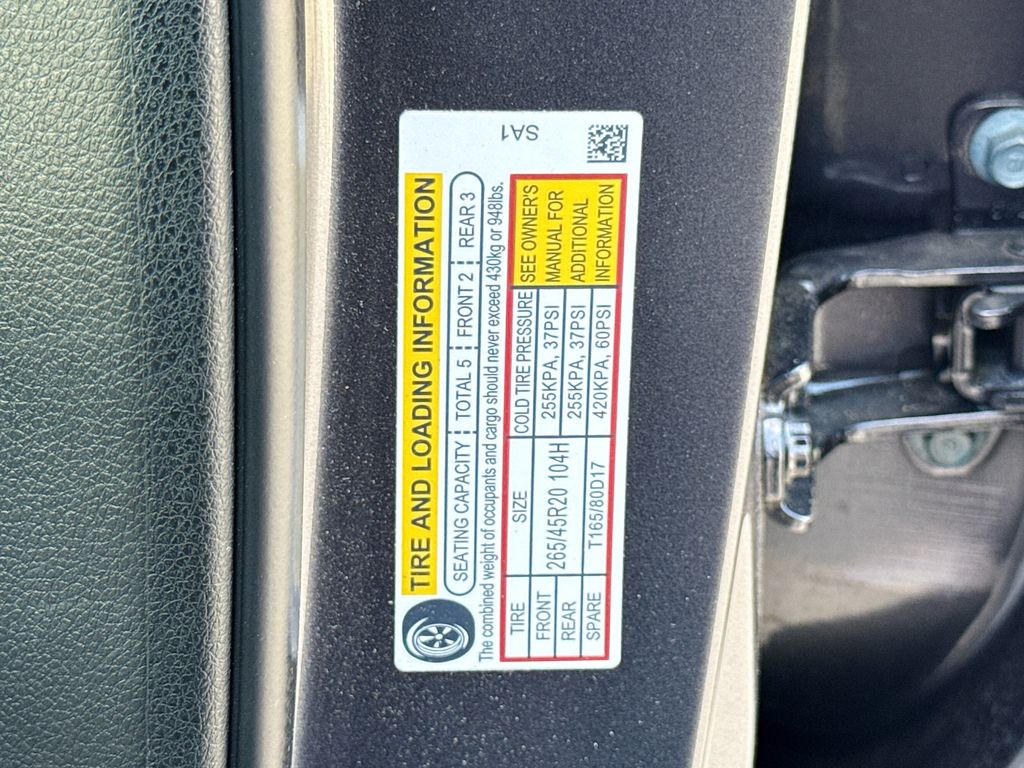 TIRE AND LOADING INFORMATION
SEATING CAPACITY TOTAL 5 FRONT 2 REAR 3
The combined weight of occupants and cargo should never exceed 430kg or 948lbs.
TIRE SIZE COLD TIRE PRESSURE SEE OWNER'S
FRONT 265/45R20 104H 255KPA, 37PSI MANUAL FOR
REAR 255KPA, 37PSI ADDITIONAL
SPARE T165/80D17 420KPA, 60PSI INFORMATION
SA1